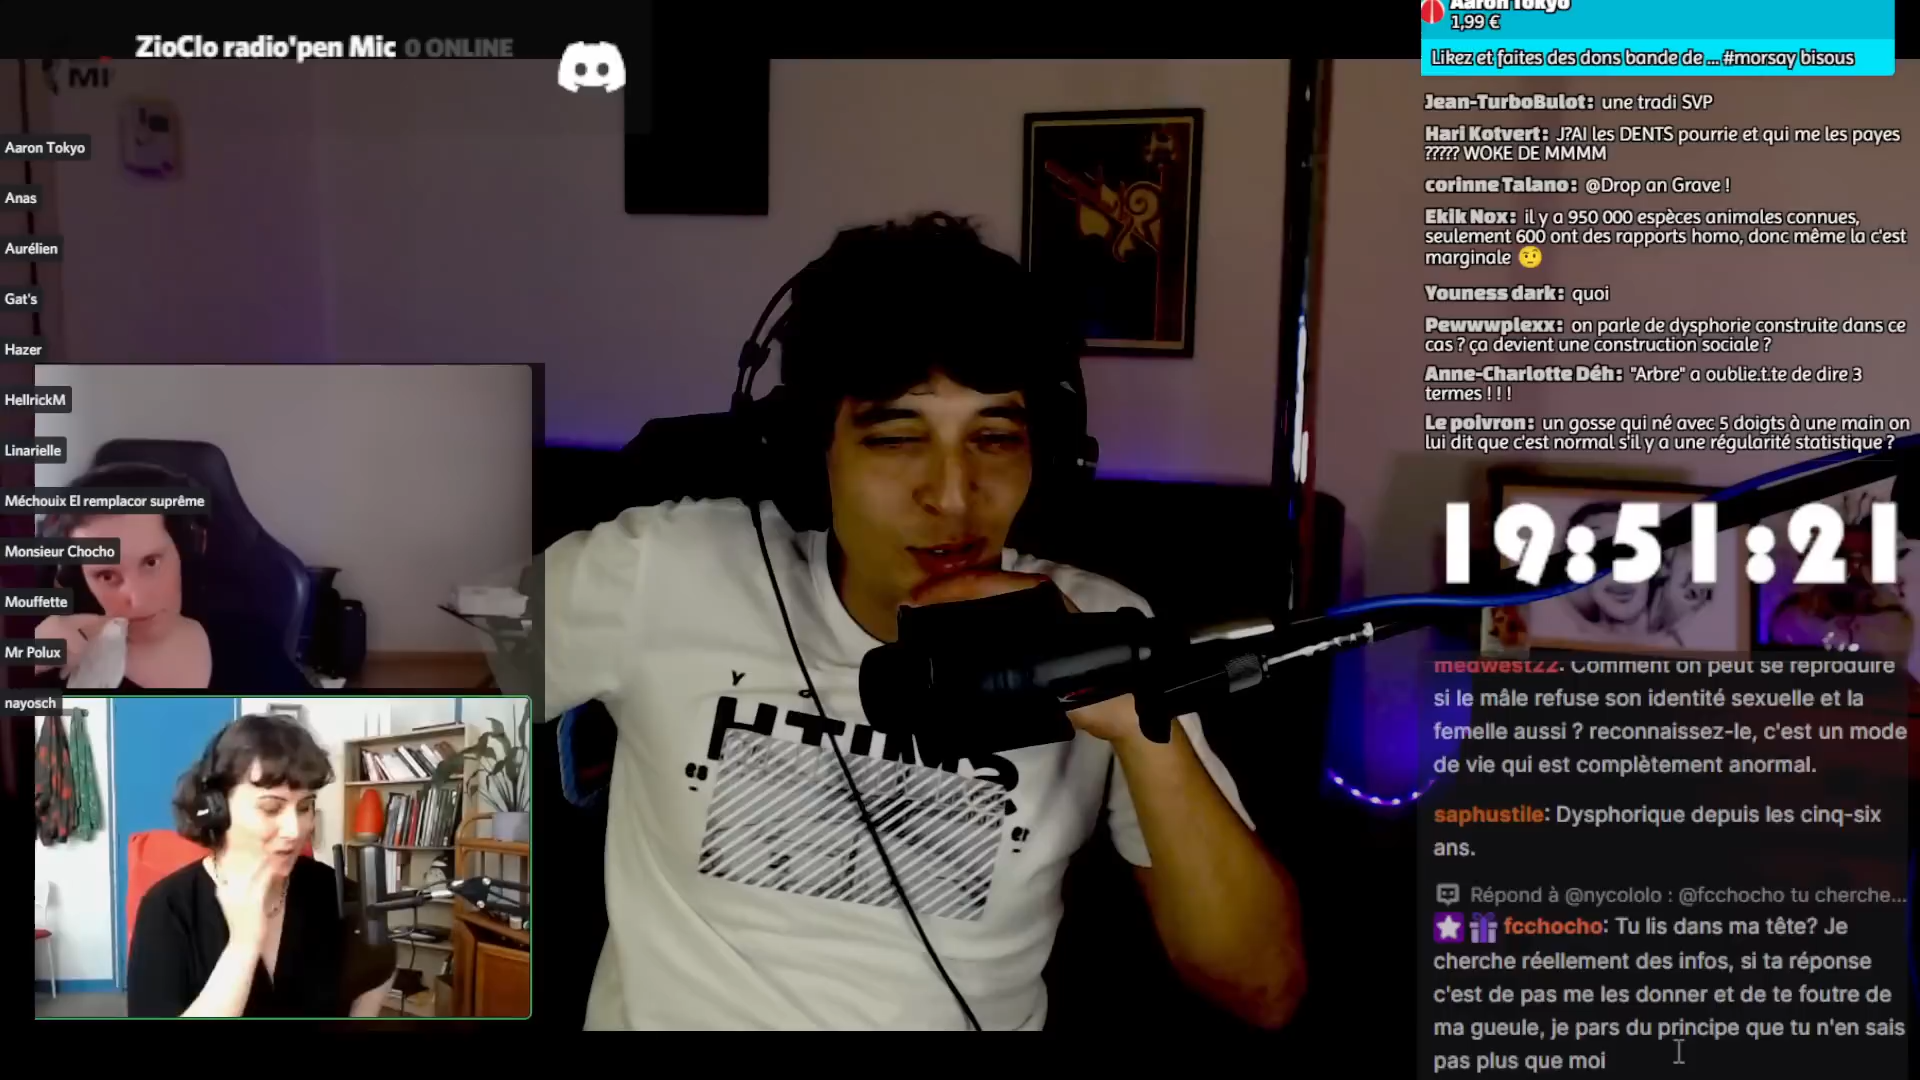 ZioClo radio'pen Mic 0 ONLINE
MI
Aaron Tokyo
Anas
Aurélien
Gat's
Hazer
HellrickM
Linarielle
Méchouix El remplacor suprême
Monsieur Chocho
Mouffette
Mr Polux
nayosch
Aaron Tokyo
1,99 €
Likez et faites des dons bande de ... #morsay bisous
Jean-TurboBulot: une tradi SVP
Hari Kotvert: J?AI les DENTS pourrie et qui me les payes
????? WOKE DE MMMM
corinne Talano: @Drop an Grave !
Ekik Nox: il y a 950 000 espèces animales connues,
seulement 600 ont des rapports homo, donc même la c'est
marginale 🤨
Youness dark: quoi
Pewwwplexx: on parle de dysphorie construite dans ce
cas ? ça devient une construction sociale ?
Anne-Charlotte Déh: "Arbre" a oublie.t.te de dire 3
termes ! ! !
Le poivron: un gosse qui né avec 5 doigts à une main on
lui dit que c'est normal s'il y a une régularité statistique ?
19:51:21
medwest22: Comment on peut se reproduire
si le mâle refuse son identité sexuelle et la
femelle aussi ? reconnaissez-le, c'est un mode
de vie qui est complètement anormal.
saphustile: Dysphorique depuis les cinq-six
ans.
Répond à @nycololo : @fcchocho tu cherche...
fcchocho: Tu lis dans ma tête? Je
cherche réellement des infos, si ta réponse
c'est de pas me les donner et de te foutre de
ma gueule, je pars du principe que tu n'en sais
pas plus que moi